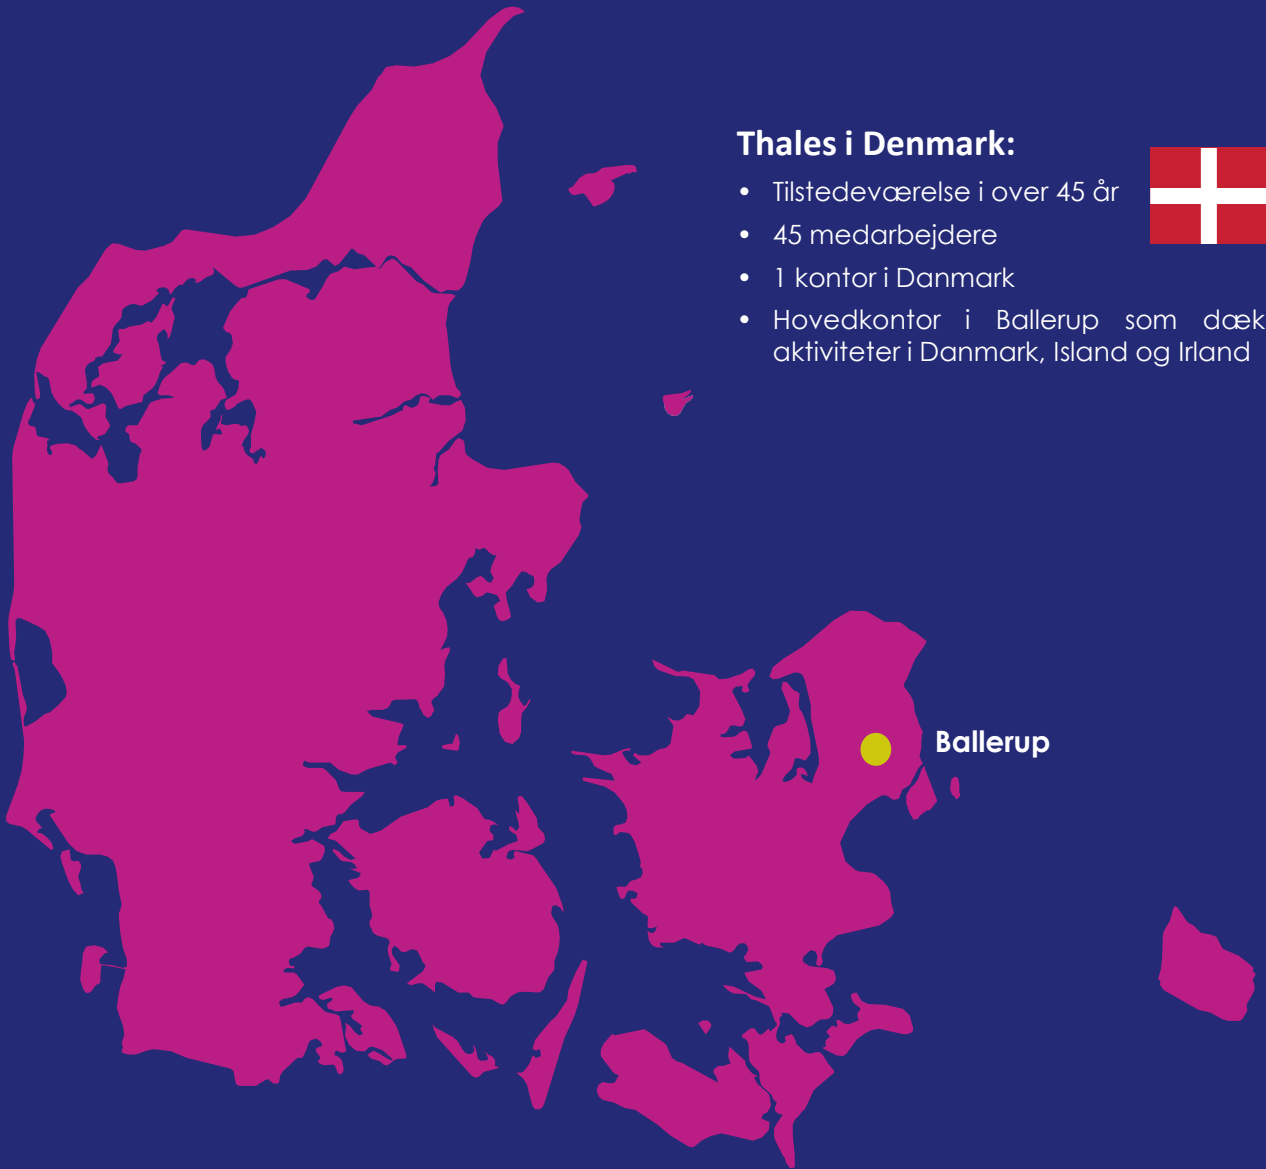 Thales i Denmark:
• Tilstedeværelse i over 45 år
• 45 medarbejdere
• 1 kontor i Danmark
• Hovedkontor i Ballerup som dæk
aktiviteter i Danmark, Island og Irland
Ballerup